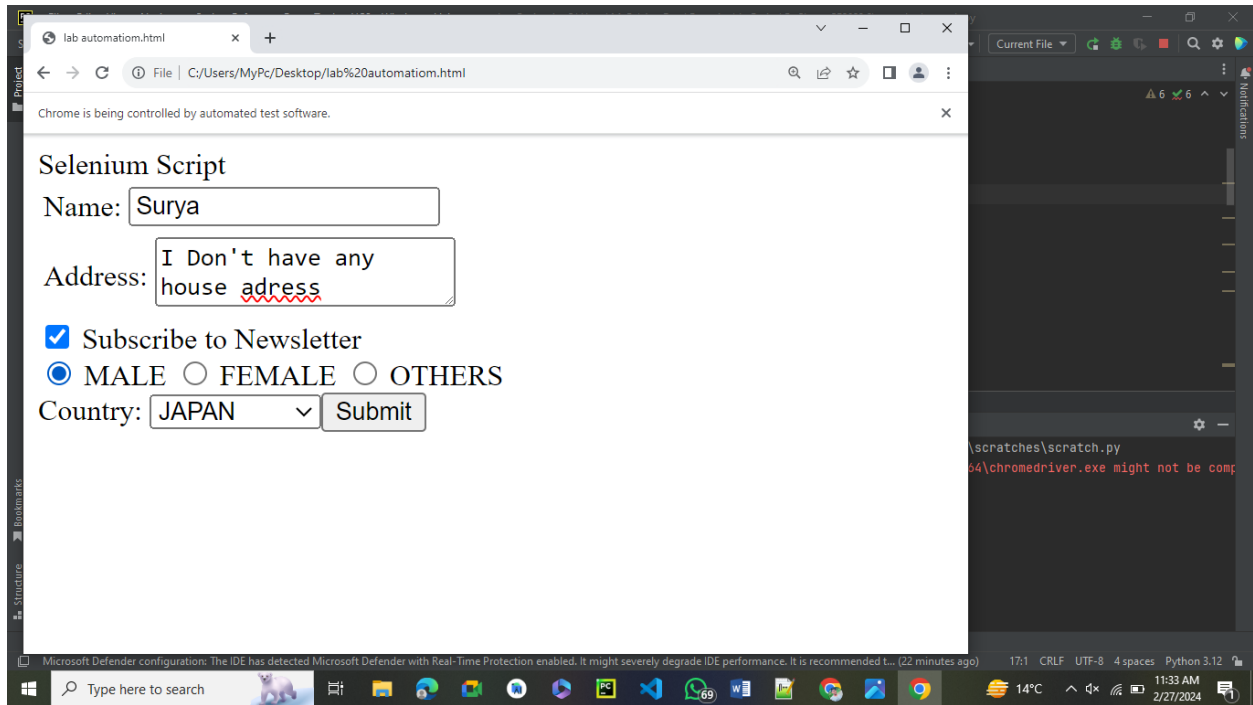 lab automatiom.html
Current File
File C:/Users/MyPc/Desktop/lab%20automatiom.html
Project
Notifications
6 6
Chrome is being controlled by automated test software.
Selenium Script
Name: Surya
Address: I Don't have any
house adress
Subscribe to Newsletter
MALE FEMALE OTHERS
Country: JAPAN Submit
\scratches\scratch.py
64\chromedriver.exe might not be comp
Bookmarks
Structure
Microsoft Defender configuration: The IDE has detected Microsoft Defender with Real-Time Protection enabled. It might severely degrade IDE performance. It is recommended t... (22 minutes ago) 17:1 CRLF UTF-8 4 spaces Python 3.12
Type here to search PC 69 14°C 11:33 AM
2/27/2024 1